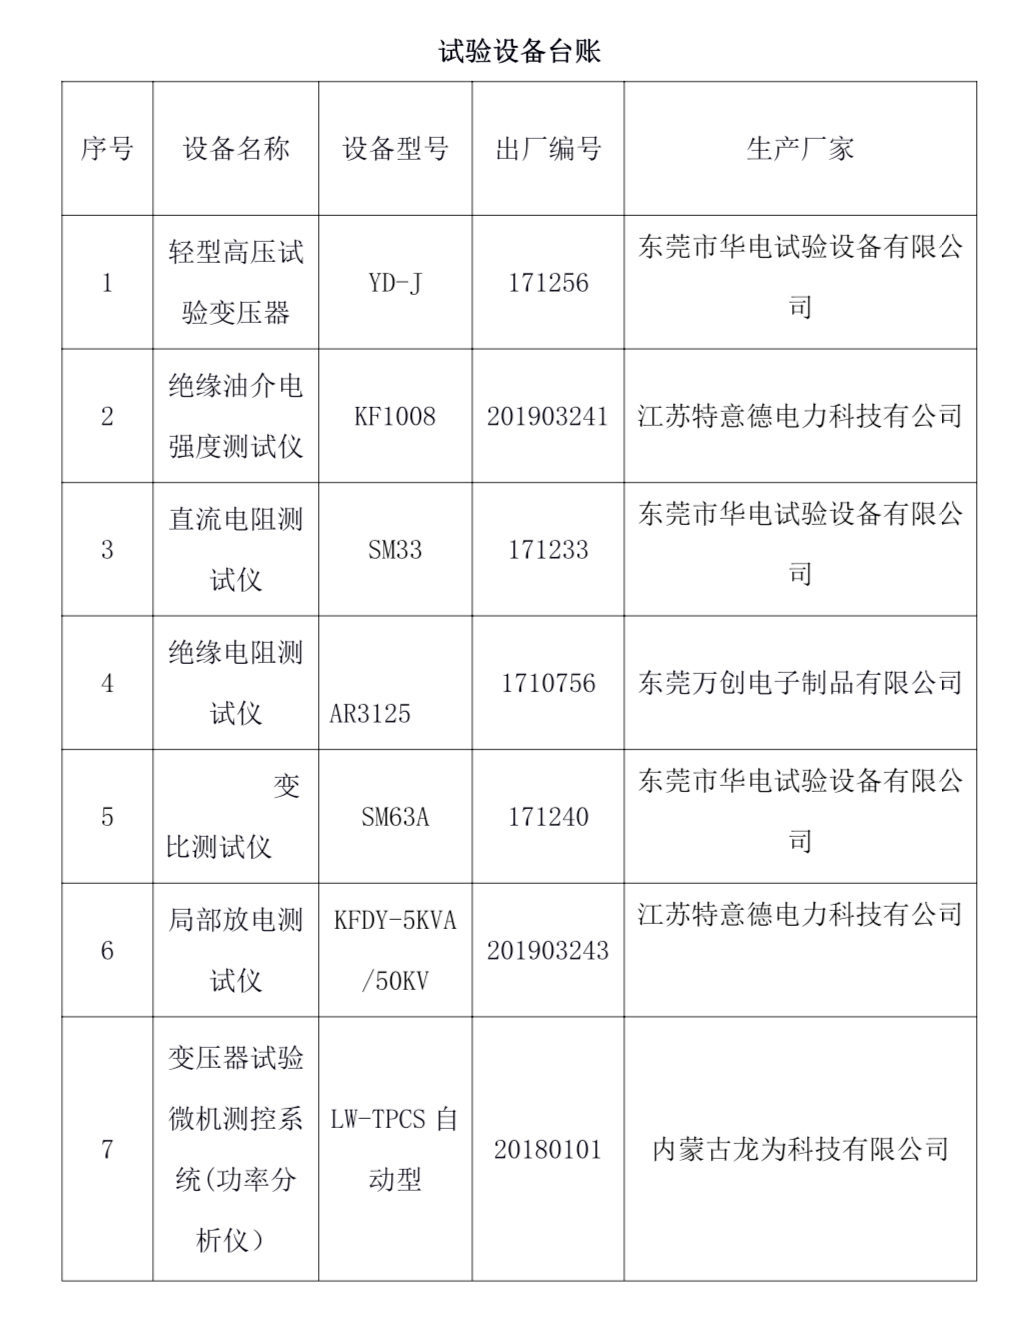 试验设备台账
序号 设备名称 设备型号 出厂编号 生产厂家
1 轻型高压试 YD-J 171256 东莞市华电试验设备有限公
验变压器 司
2 绝缘油介电 KF1008 201903241 江苏特意德电力科技有公司
强度测试仪
3 直流电阻测 SM33 171233 东莞市华电试验设备有限公
试仪 司
4 绝缘电阻测 1710756 东莞万创电子制品有限公司
试仪 AR3125
5 变 SM63A 171240 东莞市华电试验设备有限公
比测试仪 司
6 局部放电测 KFDY-5KVA 201903243 江苏特意德电力科技有公司
试仪 /50KV
7 变压器试验 LW-TPCS 自 20180101 内蒙古龙为科技有限公司
微机测控系 动型
统(功率分
析仪）